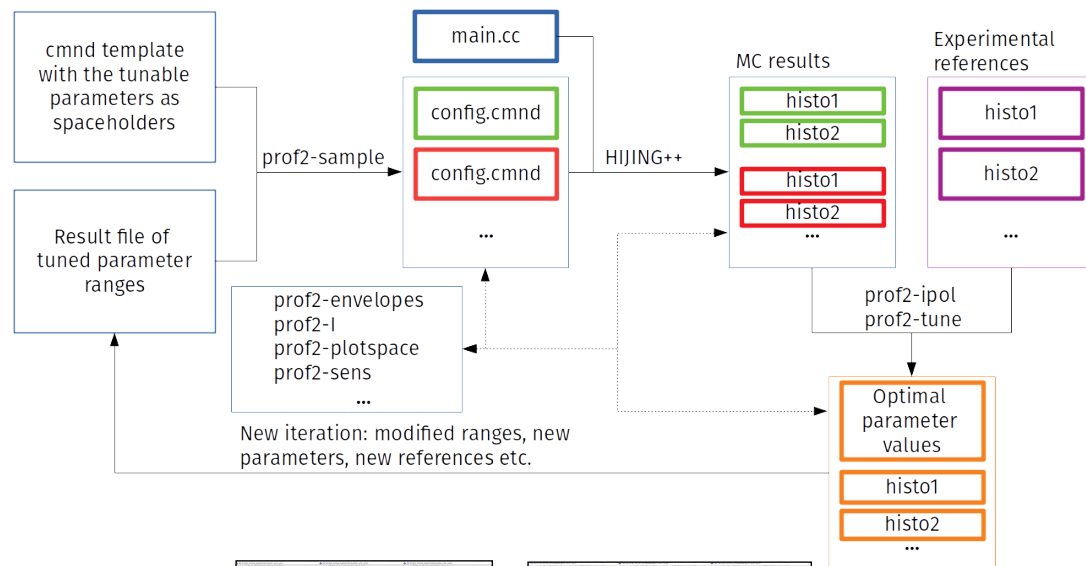 cmnd template
with the tunable
parameters as
spaceholders
Result file of
tuned parameter
ranges
prof2-sample
main.cc
config.cmnd
config.cmnd
...
HIJING++
MC results
histo1
histo2
histo1
histo2
...
Experimental
references
histo1
histo2
...
prof2-envelopes
prof2-I
prof2-plotspace
prof2-sens
...
prof2-ipol
prof2-tune
New iteration: modified ranges, new
parameters, new references etc.
Optimal
parameter
values
histo1
histo2
...